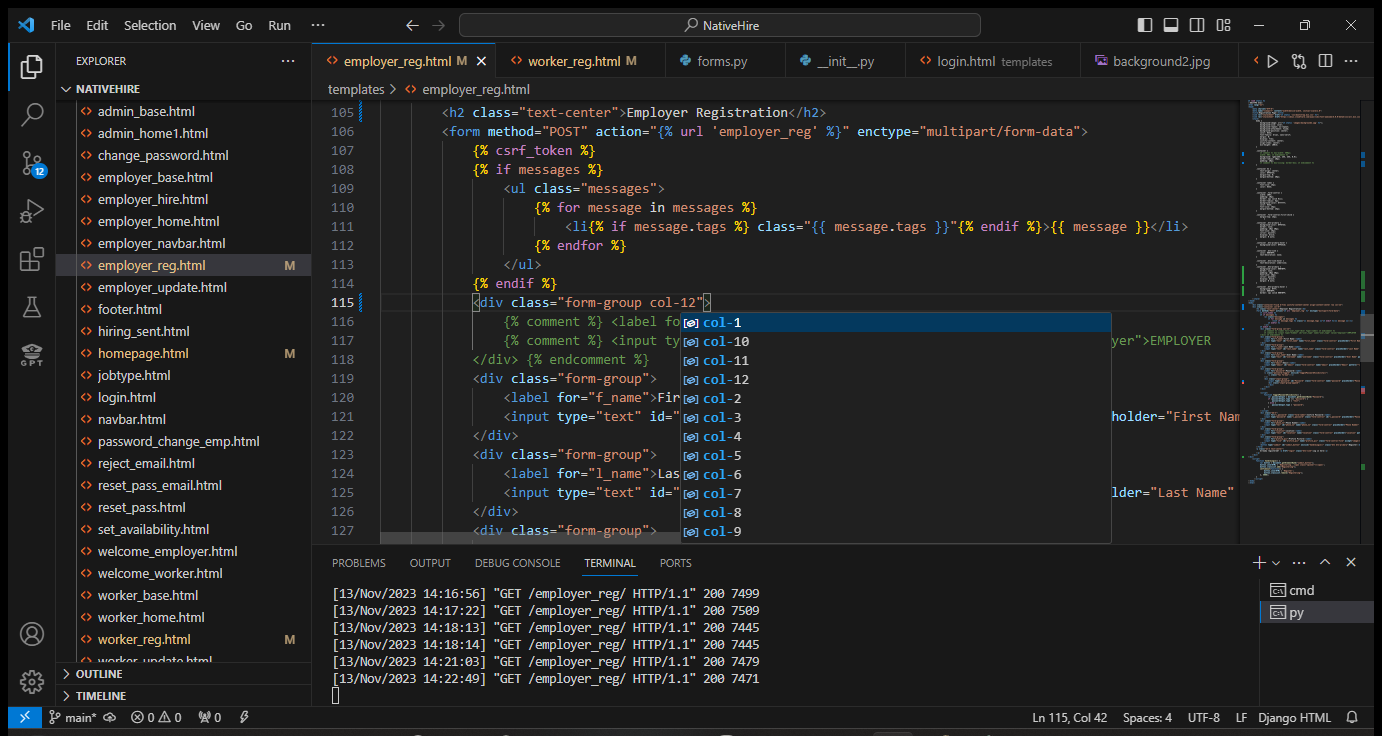 File Edit Selection View Go Run ··· NativeHire
EXPLORER ···
NATIVEHIRE
admin_base.html
admin_home1.html
change_password.html
employer_base.html
employer_hire.html
employer_home.html
employer_navbar.html
employer_reg.html M
employer_update.html
footer.html
hiring_sent.html
homepage.html M
jobtype.html
login.html
navbar.html
password_change_emp.html
reject_email.html
reset_pass_email.html
reset_pass.html
set_availability.html
welcome_employer.html
welcome_worker.html
worker_base.html
worker_home.html
worker_reg.html M
worker_update.html
OUTLINE
TIMELINE
12
GPT
employer_reg.html M worker_reg.html M forms.py __init__.py login.html templates background2.jpg
templates > employer_reg.html
105 <h2 class="text-center">Employer Registration</h2>
106 <form method="POST" action="{% url 'employer_reg' %}" enctype="multipart/form-data">
107 {% csrf_token %}
108 {% if messages %}
109 <ul class="messages">
110 {% for message in messages %}
111 <li{% if message.tags %} class="{{ message.tags }}"{% endif %}>{{ message }}</li>
112 {% endfor %}
113 </ul>
114 {% endif %}
115 <div class="form-group col-12">
116 {% comment %} <label fo
117 {% comment %} <input ty yer">EMPLOYER
118 </div> {% endcomment %}
119 <div class="form-group">
120 <label for="f_name">Fir
121 <input type="text" id=" holder="First Nam
122 </div>
123 <div class="form-group">
124 <label for="l_name">Las
125 <input type="text" id=" lder="Last Name"
126 </div>
127 <div class="form-group">
col-1
col-10
col-11
col-12
col-2
col-3
col-4
col-5
col-6
col-7
col-8
col-9
PROBLEMS OUTPUT DEBUG CONSOLE TERMINAL PORTS
[13/Nov/2023 14:16:56] "GET /employer_reg/ HTTP/1.1" 200 7499
[13/Nov/2023 14:17:22] "GET /employer_reg/ HTTP/1.1" 200 7509
[13/Nov/2023 14:18:13] "GET /employer_reg/ HTTP/1.1" 200 7445
[13/Nov/2023 14:18:14] "GET /employer_reg/ HTTP/1.1" 200 7445
[13/Nov/2023 14:21:03] "GET /employer_reg/ HTTP/1.1" 200 7479
[13/Nov/2023 14:22:49] "GET /employer_reg/ HTTP/1.1" 200 7471
cmd
py
main* 0 0 0 Ln 115, Col 42 Spaces: 4 UTF-8 LF Django HTML